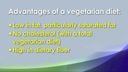 Advantages of a vegetarian diet:
• Low in fat, particularly saturated fat
• No cholesterol (with a total
vegetarian diet)
• High in dietary fiber